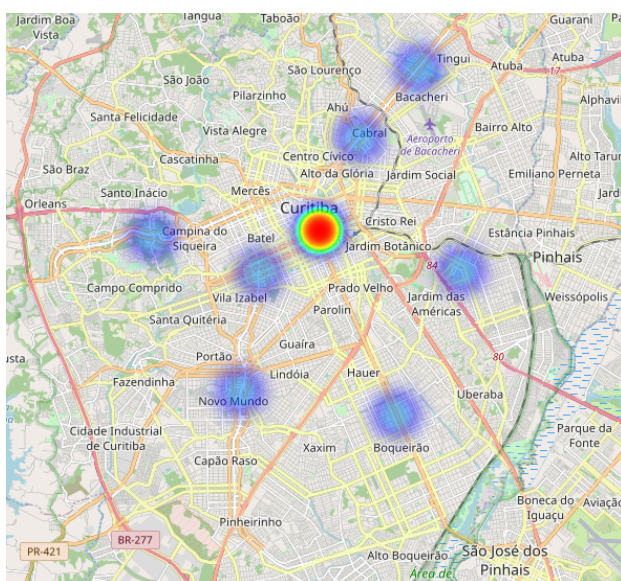 Jardim Boa
Vista
Tanguá
Taboão
Guarani
São João
São Lourenço
Tingui
Atuba
Atuba
17
Pilarzinho
Bacacheri
Alphavil
Santa Felicidade
Ahú
Vista Alegre
Cabral
Aeroporto
de Bacacheri
Bairro Alto
Cascatinha
Centro Cívico
Alto Tarum
São Braz
Alto da Glória
Jardim Social
Emiliano Perneta
Santo Inácio
Mercês
Orleans
Curitiba
Cristo Rei
Campina do
Siqueira
Batel
Jardim Botânico
Estância Pinhais
Pinhais
84
Campo Comprido
Vila Izabel
Prado Velho
Jardim das
Américas
Weissópolis
Santa Quitéria
Parolin
Guaíra
Portão
80
Fazendinha
Lindóia
Hauer
Novo Mundo
Uberaba
Cidade Industrial
de Curitiba
Parque da
Fonte
Xaxim
Boqueirão
Capão Raso
Boneca do
Iguaçu
Aviação
Pinheirinho
BR-277
PR-421
Alto Boqueirão
São José dos
Pinhais
Área de